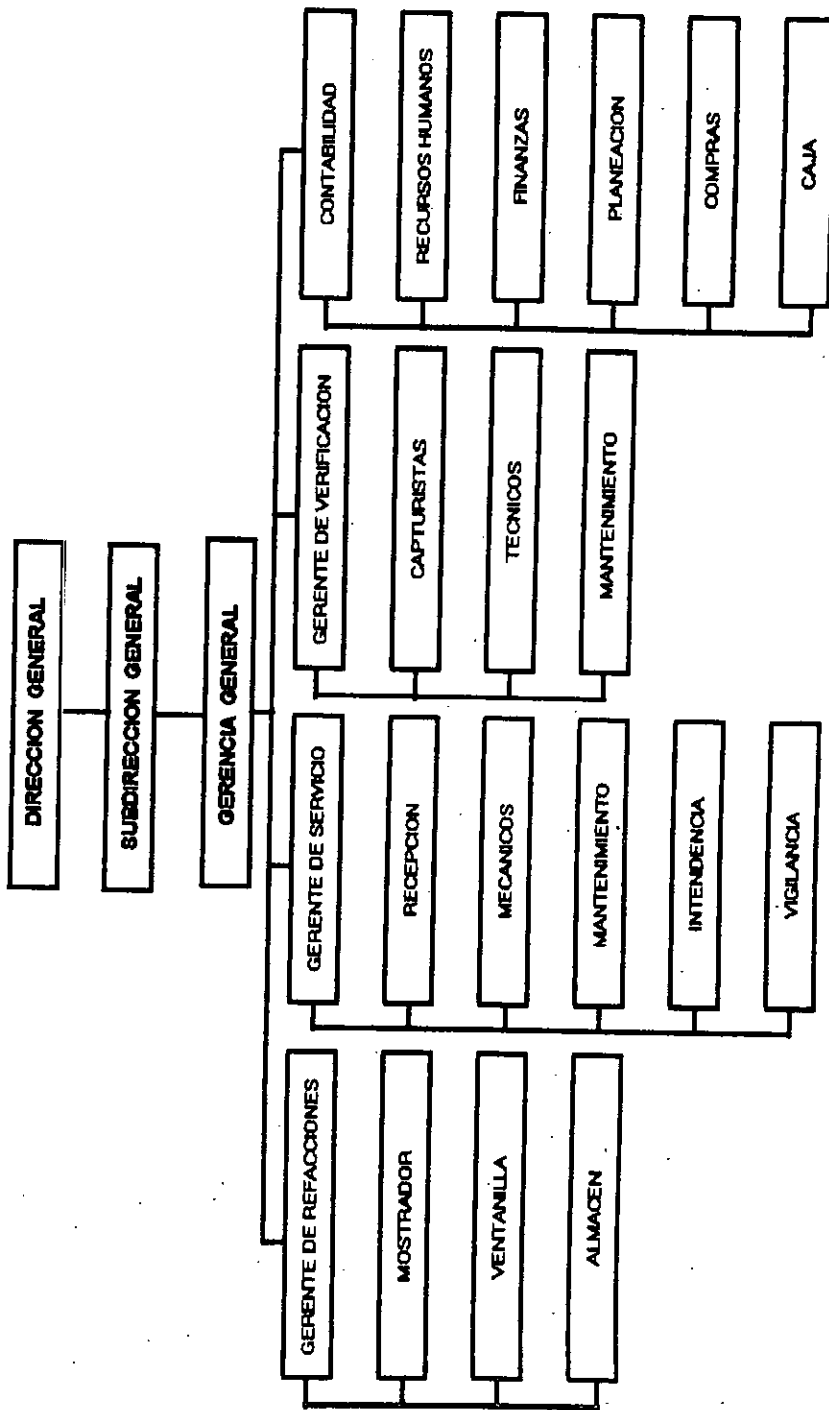 DIRECCION GENERAL
SUBDIRECCION GENERAL
GERENCIA GENERAL
GERENTE DE REFACCIONES
MOSTRADOR
VENTANILLA
ALMACEN
GERENTE DE SERVICIO
RECEPCION
MECANICOS
MANTENIMIENTO
INTENDENCIA
VIGILANCIA
GERENTE DE VERIFICACION
CAPTURISTAS
TECNICOS
MANTENIMIENTO
CONTABILIDAD
RECURSOS HUMANOS
FINANZAS
PLANEACION
COMPRAS
CAJA